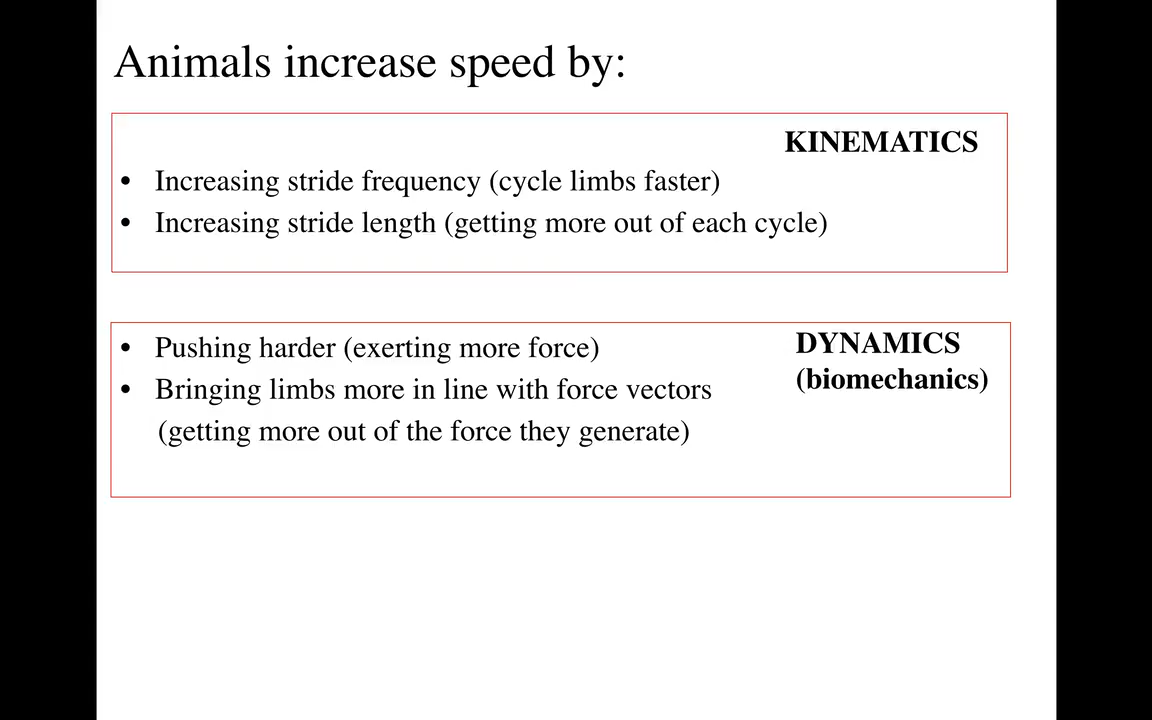 Animals increase speed by:
KINEMATICS
• Increasing stride frequency (cycle limbs faster)
• Increasing stride length (getting more out of each cycle)
• Pushing harder (exerting more force)
DYNAMICS
(biomechanics)
• Bringing limbs more in line with force vectors
(getting more out of the force they generate)